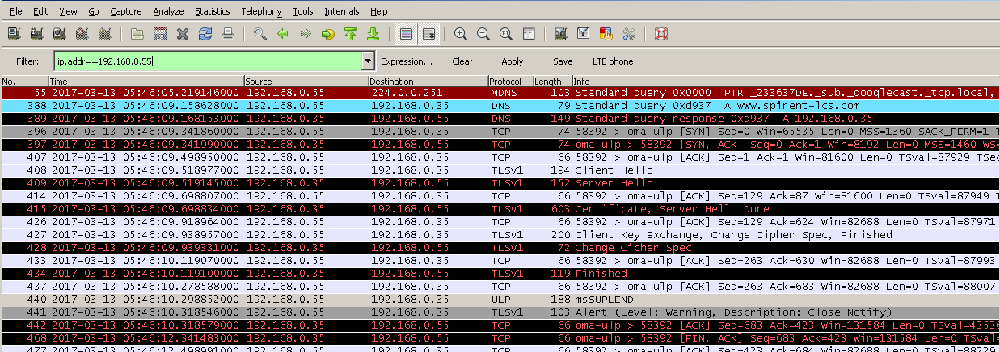 File Edit View Go Capture Analyze Statistics Telephony Tools Internals Help
Filter: ip.addr==192.168.0.55 Expression... Clear Apply Save LTE phone
No. Time Source Destination Protocol Length Info
55 2017-03-13 05:46:05.219146000 192.168.0.55 224.0.0.251 MDNS 103 Standard query 0x0000 PTR _233637DE._sub._googlecast._tcp.local,
388 2017-03-13 05:46:09.158628000 192.168.0.55 192.168.0.35 DNS 79 Standard query 0xd937 A www.spirent-lcs.com
389 2017-03-13 05:46:09.168153000 192.168.0.35 192.168.0.55 DNS 149 Standard query response 0xd937 A 192.168.0.35
396 2017-03-13 05:46:09.341860000 192.168.0.55 192.168.0.35 TCP 74 58392 > oma-ulp [SYN] Seq=0 Win=65535 Len=0 MSS=1360 SACK_PERM=1 T
397 2017-03-13 05:46:09.341990000 192.168.0.35 192.168.0.55 TCP 74 oma-ulp > 58392 [SYN, ACK] Seq=0 Ack=1 Win=8192 Len=0 MSS=1460 WS=
407 2017-03-13 05:46:09.498950000 192.168.0.55 192.168.0.35 TCP 66 58392 > oma-ulp [ACK] Seq=1 Ack=1 Win=81600 Len=0 TSval=87929 TSec
408 2017-03-13 05:46:09.518977000 192.168.0.55 192.168.0.35 TLSv1 194 Client Hello
409 2017-03-13 05:46:09.519145000 192.168.0.35 192.168.0.55 TLSv1 152 Server Hello
414 2017-03-13 05:46:09.698807000 192.168.0.55 192.168.0.35 TCP 66 58392 > oma-ulp [ACK] Seq=129 Ack=87 Win=81600 Len=0 TSval=87949 T
415 2017-03-13 05:46:09.698834000 192.168.0.35 192.168.0.55 TLSv1 603 Certificate, Server Hello Done
426 2017-03-13 05:46:09.918964000 192.168.0.55 192.168.0.35 TCP 66 58392 > oma-ulp [ACK] Seq=129 Ack=624 Win=82688 Len=0 TSval=87971
427 2017-03-13 05:46:09.938957000 192.168.0.55 192.168.0.35 TLSv1 200 Client Key Exchange, Change Cipher Spec, Finished
428 2017-03-13 05:46:09.939331000 192.168.0.35 192.168.0.55 TLSv1 72 Change Cipher Spec
433 2017-03-13 05:46:10.119070000 192.168.0.55 192.168.0.35 TCP 66 58392 > oma-ulp [ACK] Seq=263 Ack=630 Win=82688 Len=0 TSval=87993
434 2017-03-13 05:46:10.119100000 192.168.0.35 192.168.0.55 TLSv1 119 Finished
437 2017-03-13 05:46:10.278588000 192.168.0.55 192.168.0.35 TCP 66 58392 > oma-ulp [ACK] Seq=263 Ack=683 Win=82688 Len=0 TSval=88007
440 2017-03-13 05:46:10.298852000 192.168.0.55 192.168.0.35 ULP 188 msSUPLEND
441 2017-03-13 05:46:10.318546000 192.168.0.55 192.168.0.35 TLSv1 103 Alert (Level: Warning, Description: Close Notify)
442 2017-03-13 05:46:10.318579000 192.168.0.35 192.168.0.55 TCP 66 oma-ulp > 58392 [ACK] Seq=683 Ack=423 Win=131584 Len=0 TSval=43536
468 2017-03-13 05:46:12.341483000 192.168.0.35 192.168.0.55 TCP 66 oma-ulp > 58392 [FIN, ACK] Seq=683 Ack=423 Win=131584 Len=0 TSval=
477 2017-03-13 05:46:12.498991000 192.168.0.55 192.168.0.35 TCP 66 58392 > oma-ulp [ACK] Seq=423 Ack=684 Win=82688 Len=0 TSval=88229